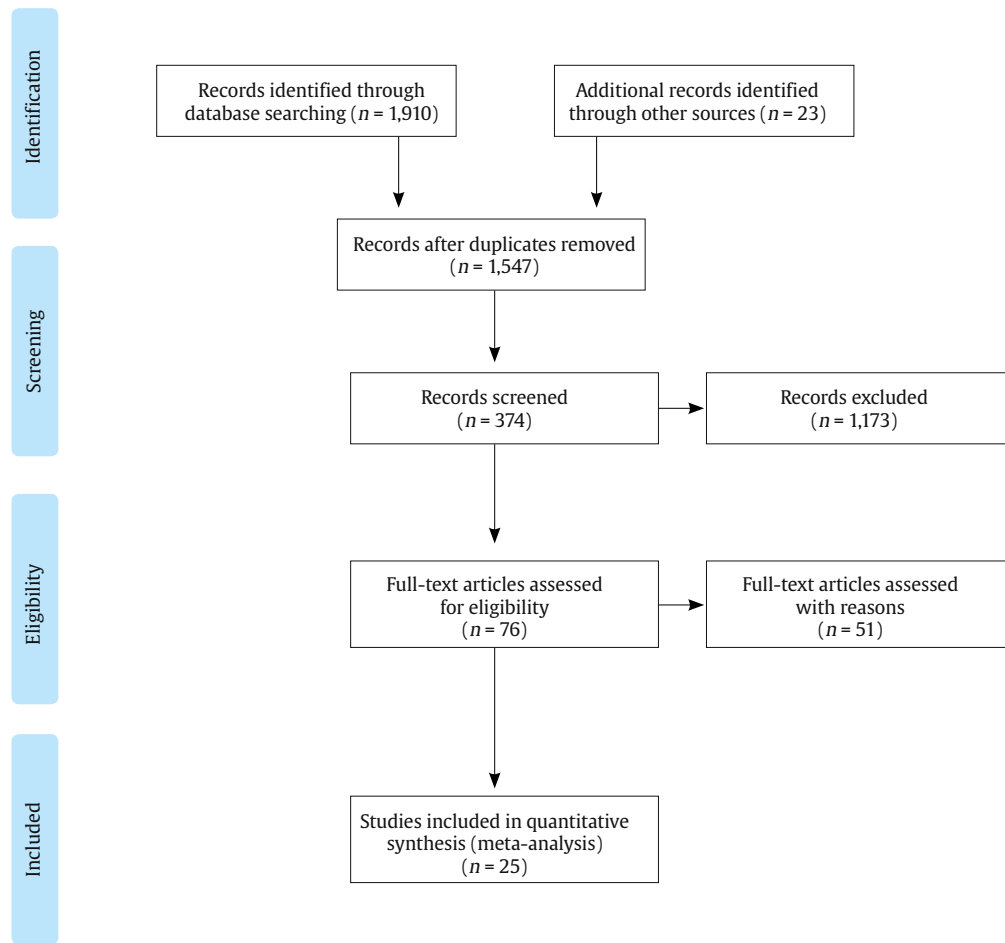 Identification
Records identified through
database searching (n = 1,910)
Additional records identified
through other sources (n = 23)
Records after duplicates removed
(n = 1,547)
Screening
Records screened
(n = 374)
Records excluded
(n = 1,173)
Eligibility
Full-text articles assessed
for eligibility
(n = 76)
Full-text articles assessed
with reasons
(n = 51)
Included
Studies included in quantitative
synthesis (meta-analysis)
(n = 25)